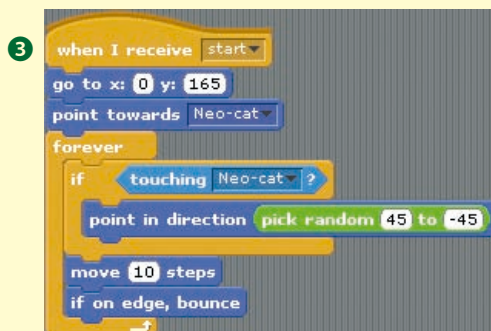 3
when I receive start
go to x: 0 y: 165
point towards Neo-cat
forever
if touching Neo-cat ?
point in direction pick random 45 to -45
move 10 steps
if on edge, bounce